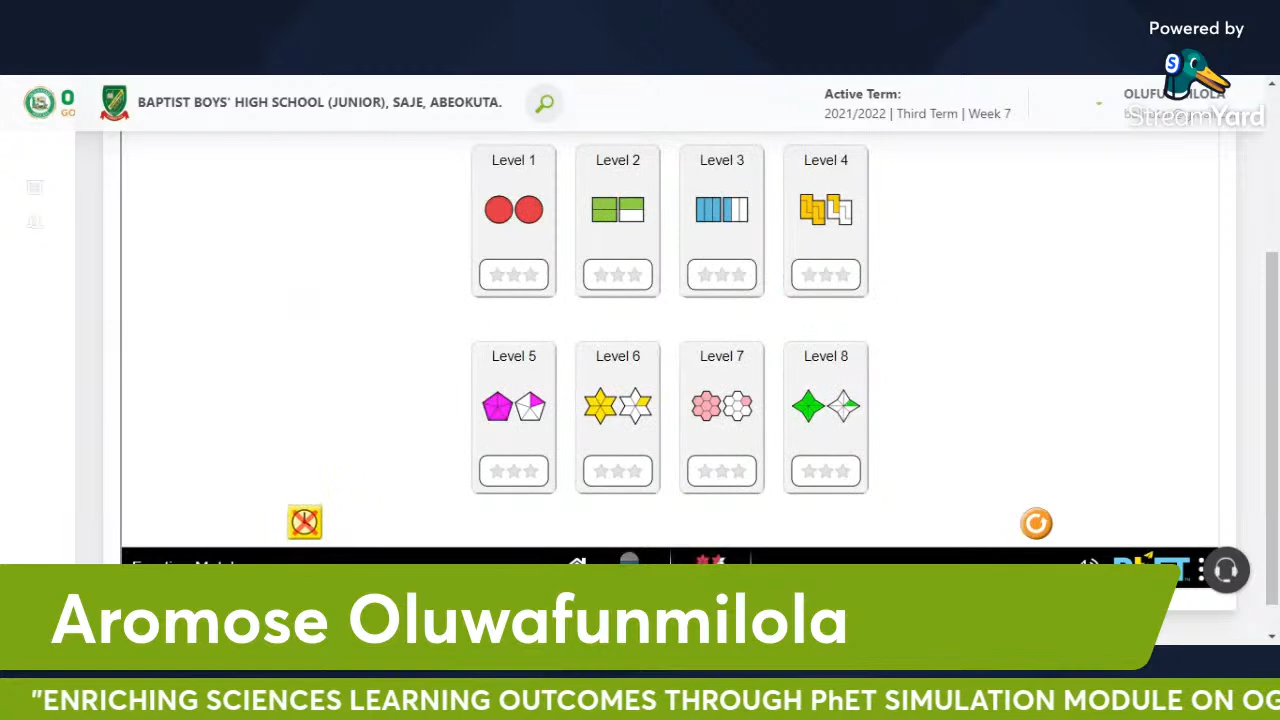 Powered by
S
StreamYard
O
GO
BAPTIST BOYS' HIGH SCHOOL (JUNIOR), SAJE, ABEOKUTA.
Active Term:
2021/2022 | Third Term | Week 7
Level 1
Level 2
Level 3
Level 4
Level 5
Level 6
Level 7
Level 8
PhET
Aromose Oluwafunmilola
"ENRICHING SCIENCES LEARNING OUTCOMES THROUGH PhET SIMULATION MODULE ON OG